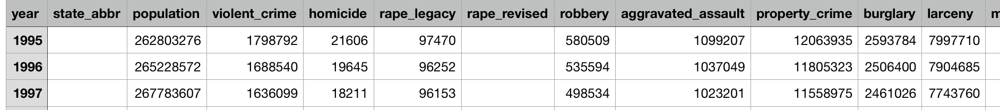 year state_abbr population violent_crime homicide rape_legacy rape_revised robbery aggravated_assault property_crime burglary larceny
1995 262803276 1798792 21606 97470 580509 1099207 12063935 2593784 7997710
1996 265228572 1688540 19645 96252 535594 1037049 11805323 2506400 7904685
1997 267783607 1636099 18211 96153 498534 1023201 11558975 2461026 7743760